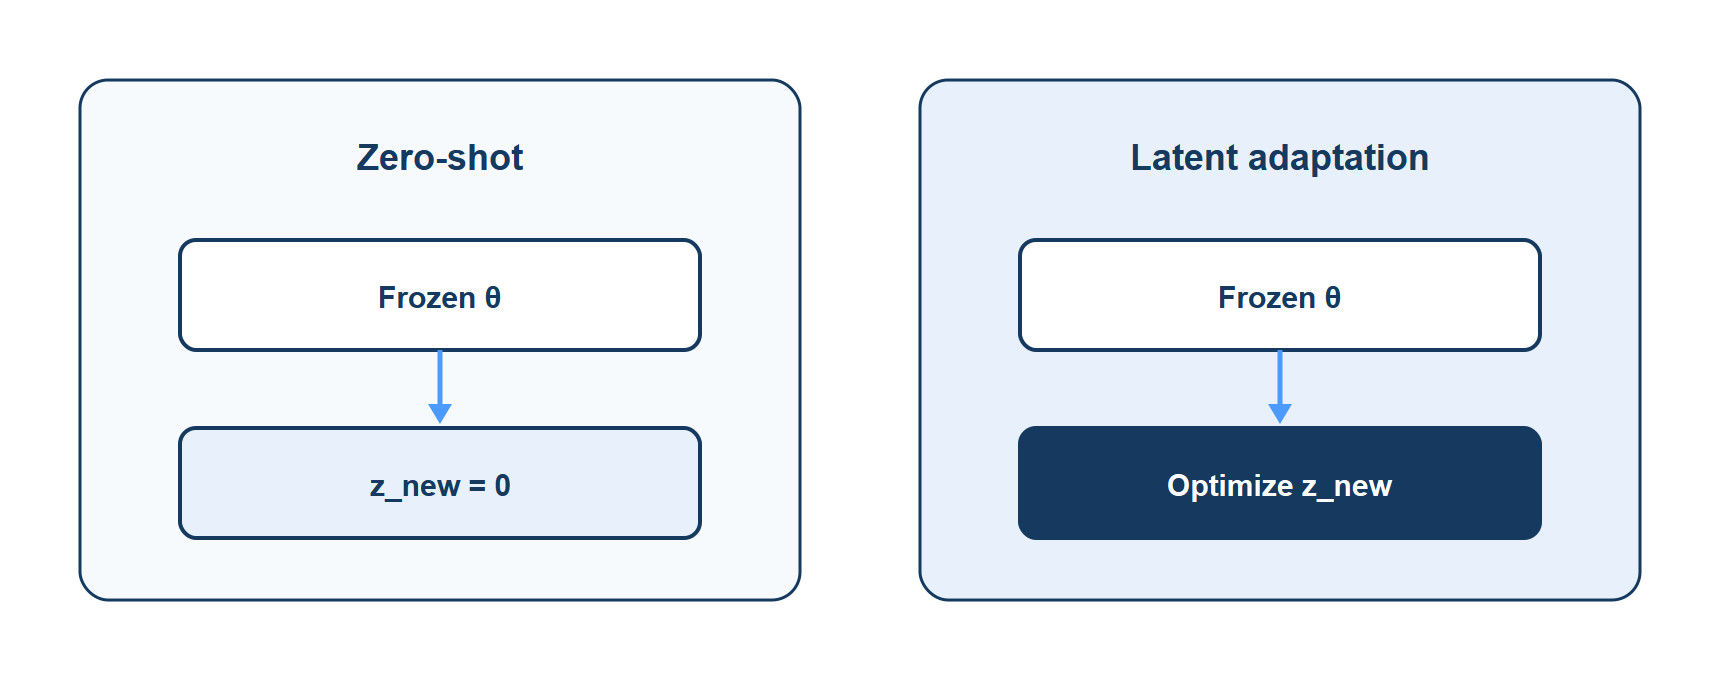 Zero-shot
Frozen θ
z_new = 0
Latent adaptation
Frozen θ
Optimize z_new